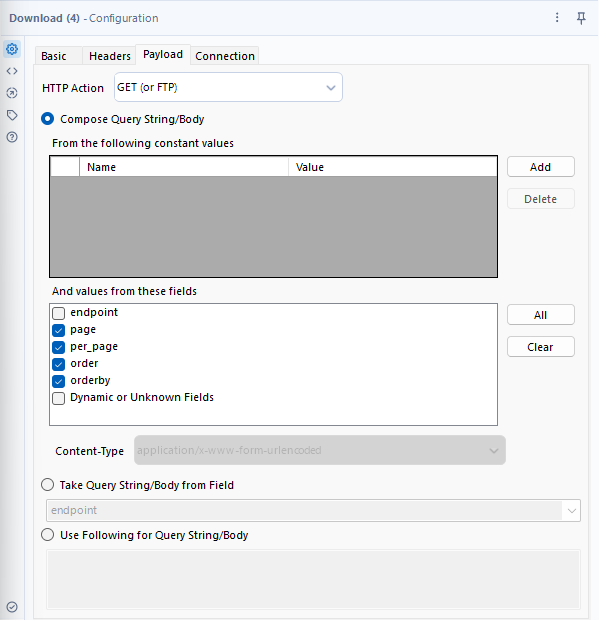 Download (4) - Configuration
Basic Headers Payload Connection
HTTP Action GET (or FTP)
Compose Query String/Body
From the following constant values
Name Value
Add
Delete
And values from these fields
endpoint
page
per_page
order
orderby
Dynamic or Unknown Fields
All
Clear
Content-Type application/x-www-form-urlencoded
Take Query String/Body from Field
endpoint
Use Following for Query String/Body